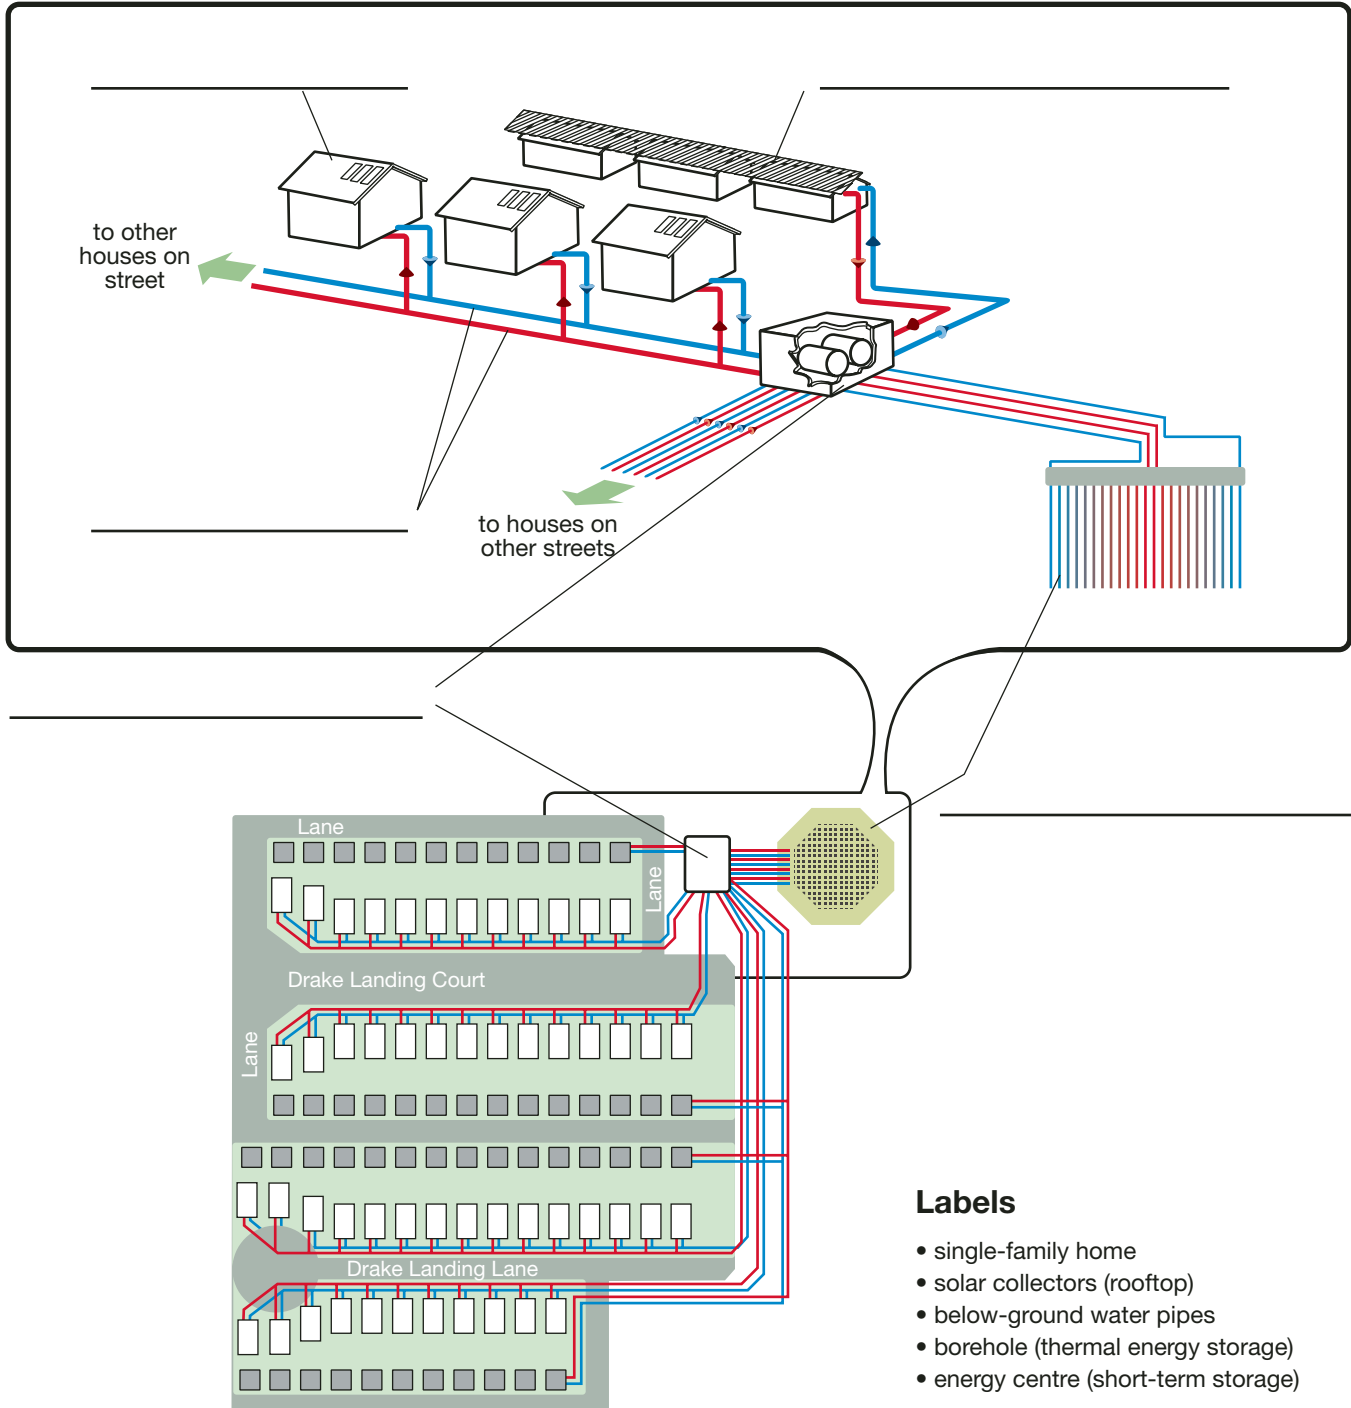 to other
houses on
street
to houses on
other streets
Lane
Lane
Drake Landing Court
Lane
Drake Landing Lane
Labels
• single-family home
• solar collectors (rooftop)
• below-ground water pipes
• borehole (thermal energy storage)
• energy centre (short-term storage)